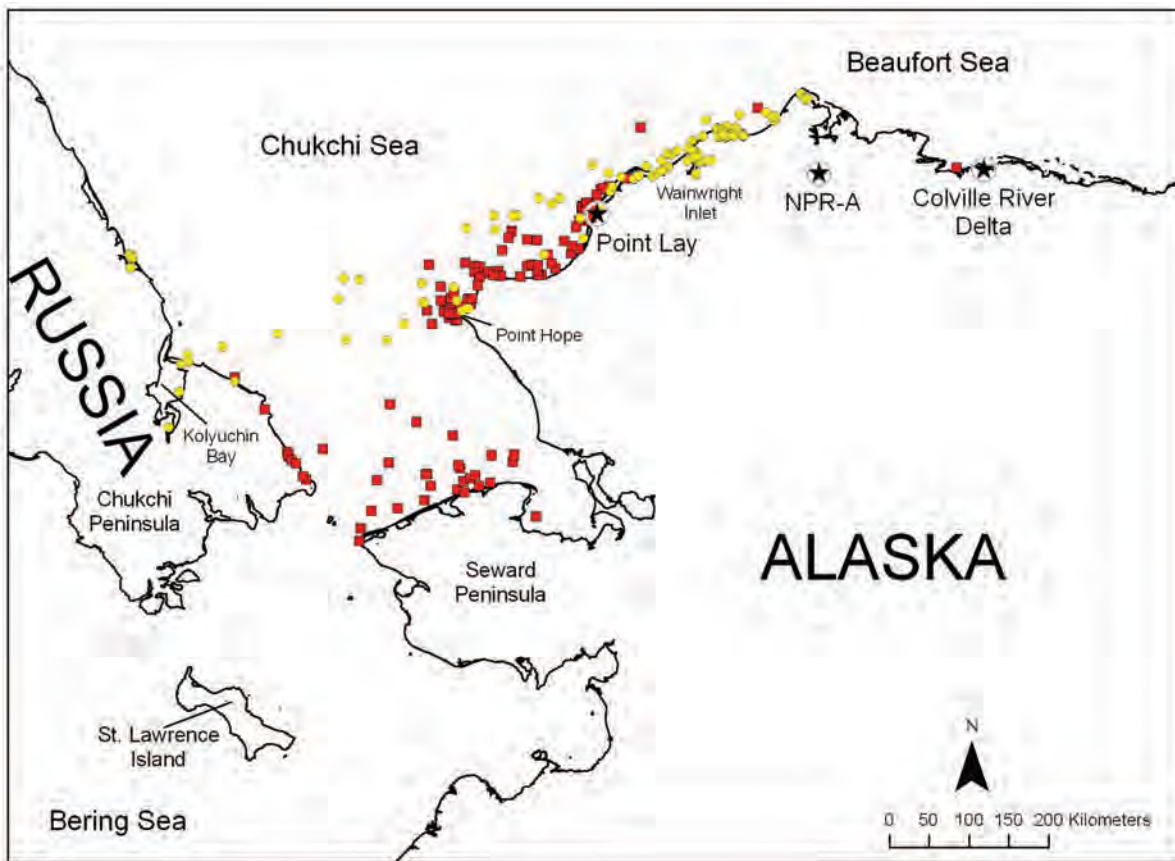 Beaufort Sea
Chukchi Sea
Wainwright
Inlet
NPR-A
Colville River
Delta
Point Lay
RUSSIA
Point Hope
Kolyuchin
Bay
Chukchi
Peninsula
ALASKA
Seward
Peninsula
St. Lawrence
Island
N
Bering Sea
0 50 100 150 200 Kilometers